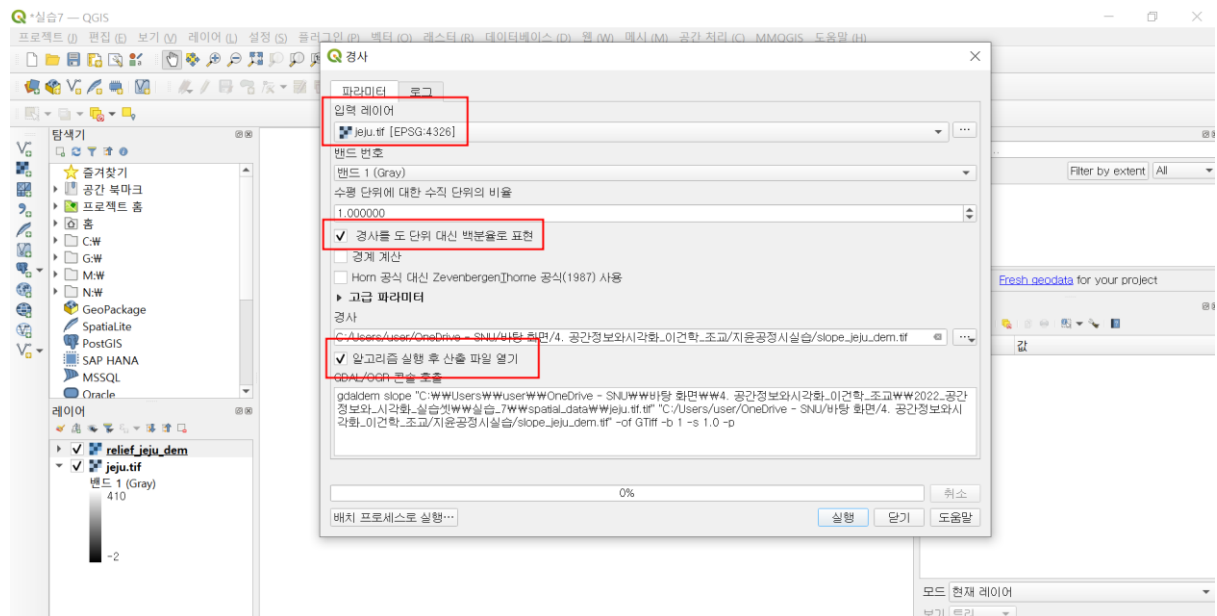 *실습7 — QGIS
프로젝트 (J) 편집 (E) 보기 (V) 레이어 (L) 설정 (S) 플러그인 (P) 벡터 (O) 래스터 (R) 데이터베이스 (D) 웹 (W) 메시 (M) 공간 처리 (C) MMQGIS 도움말 (H)
탐색기
즐겨찾기
공간 북마크
프로젝트 홈
홈
C:₩
G:₩
M:₩
N:₩
GeoPackage
SpatiaLite
PostGIS
SAP HANA
MSSQL
Oracle
레이어
relief_jeju_dem
jeju.tif
밴드 1 (Gray)
410
-2
경사
파라미터 로그
입력 레이어
jeju.tif [EPSG:4326]
밴드 번호
밴드 1 (Gray)
수평 단위에 대한 수직 단위의 비율
1.000000
경사를 도 단위 대신 백분율로 표현
경계 계산
Horn 공식 대신 ZevenbergenThorne 공식(1987) 사용
고급 파라미터
경사
C:/Users/user/OneDrive - SNU/바탕 화면/4. 공간정보와시각화_이건학_조교/지윤공정시실습/slope_jeju_dem.tif
알고리즘 실행 후 산출 파일 열기
GDAL/OGR 콘솔 호출
gdaldem slope "C:₩₩Users₩₩user₩₩OneDrive - SNU₩₩바탕 화면₩₩4. 공간정보와시각화_이건학_조교₩₩2022_공간
정보와_시각화_실습셋₩₩실습_7₩₩spatial_data₩₩jeju.tif.tif" "C:/Users/user/OneDrive - SNU/바탕 화면/4. 공간정보와시
각화_이건학_조교/지윤공정시실습/slope_jeju_dem.tif" -of GTiff -b 1 -s 1.0 -p
0%
취소
배치 프로세스로 실행…
실행 닫기 도움말
Filter by extent All
Fresh geodata for your project
값
모드 현재 레이어
보기 트리